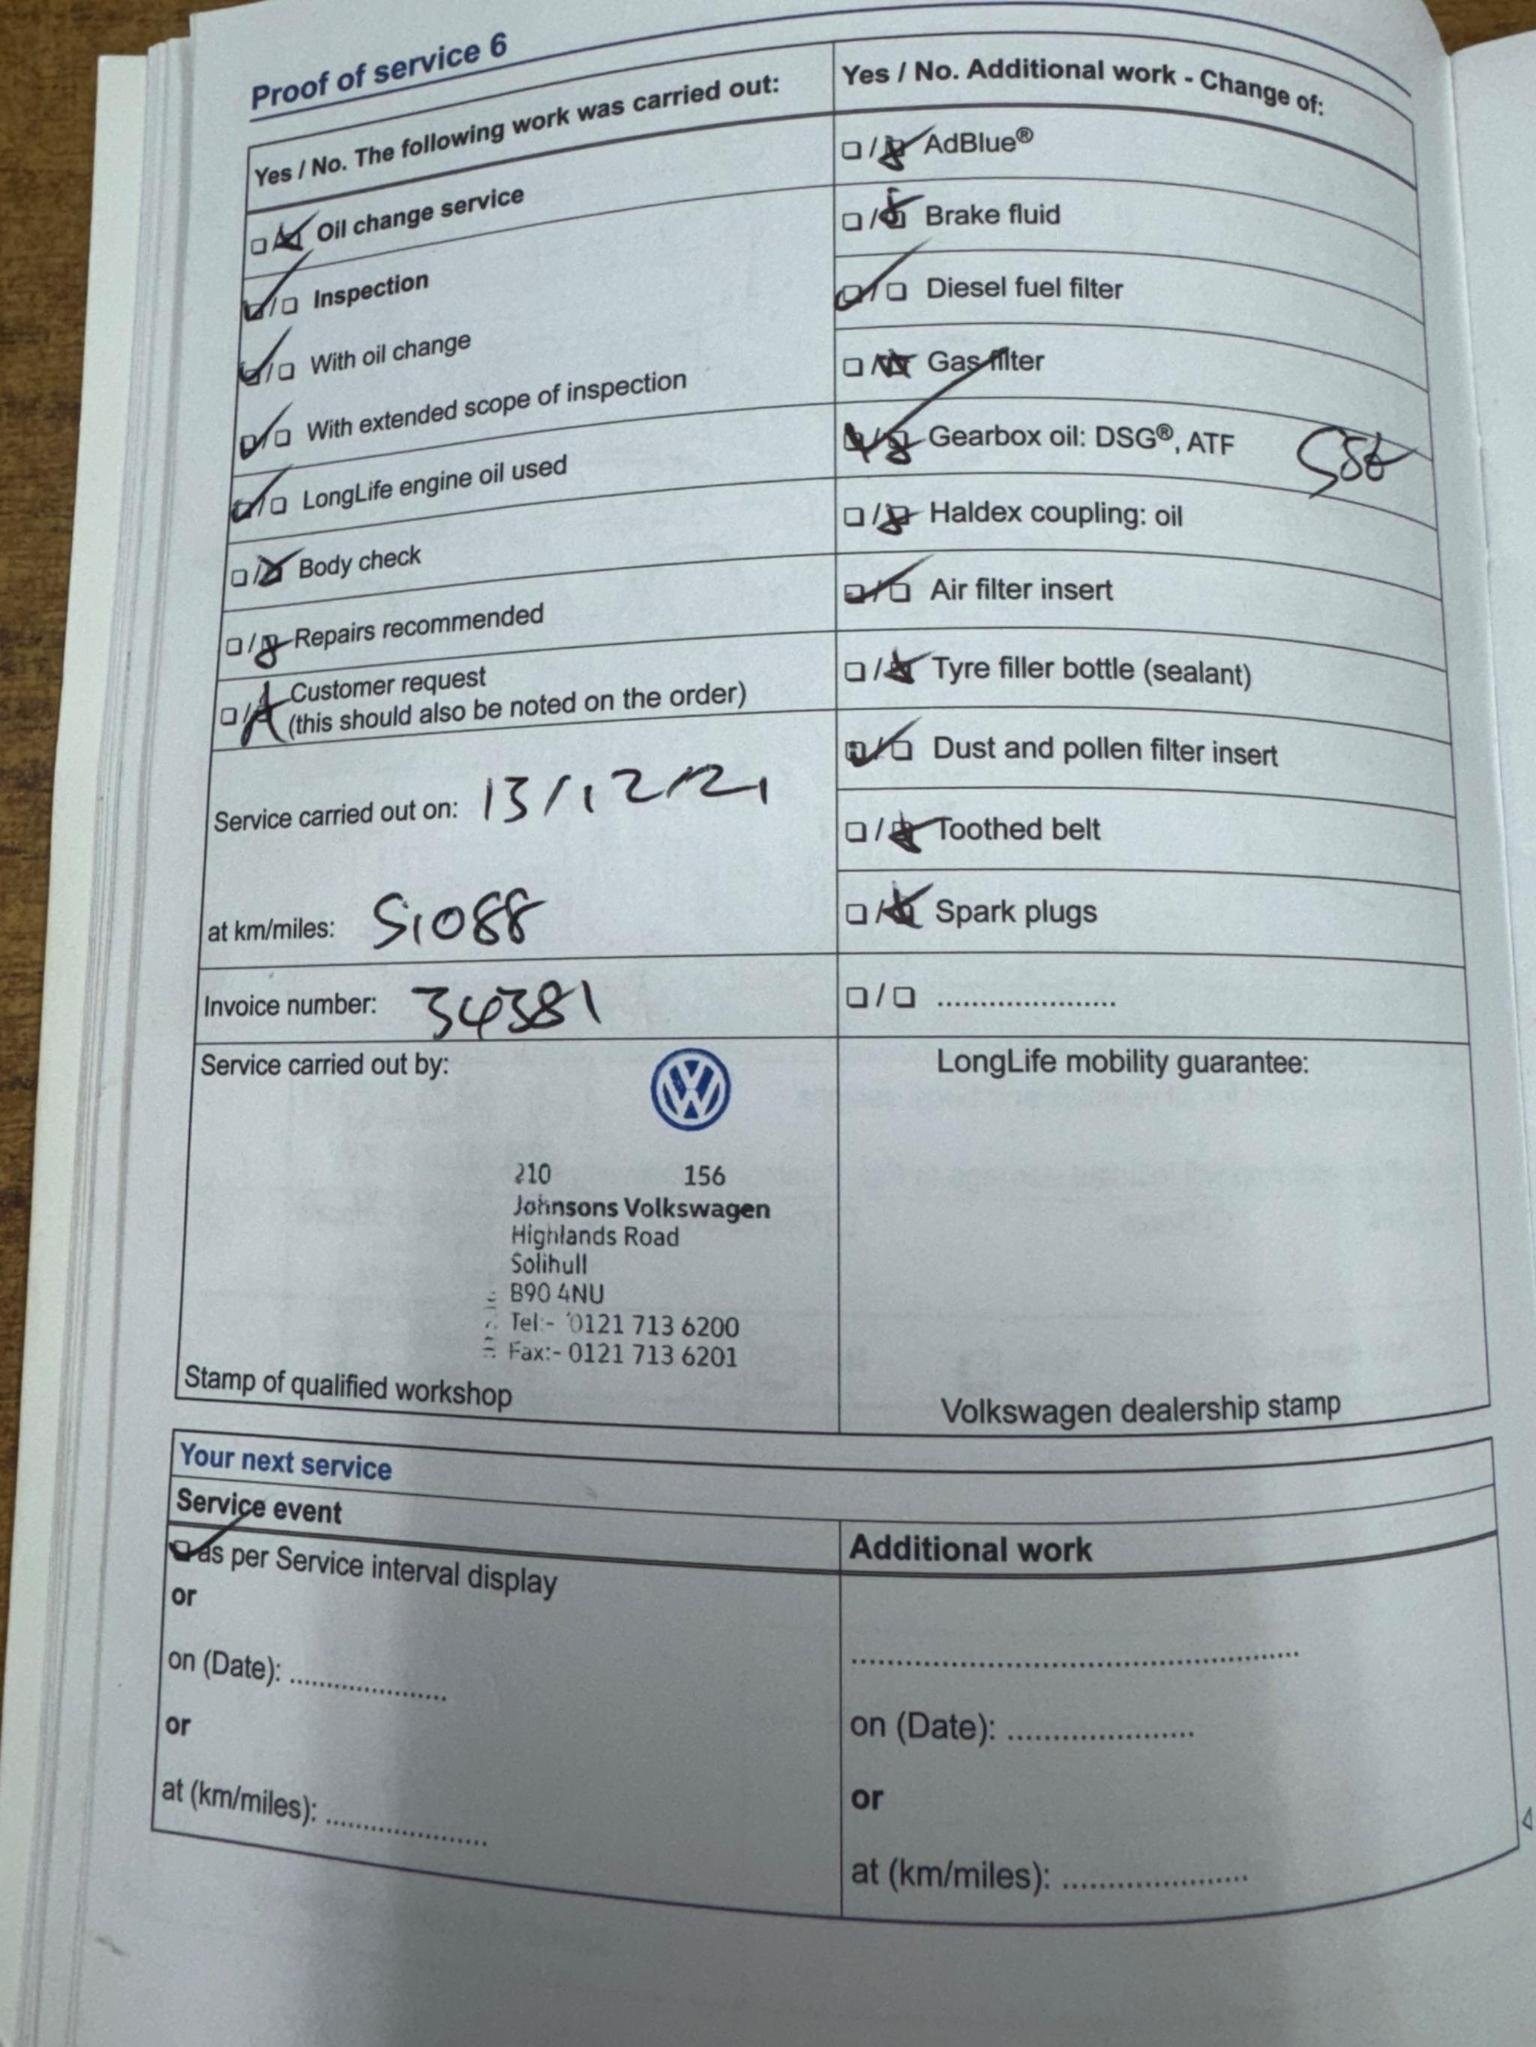 Proof of service 6
Yes / No. The following work was carried out:
Oil change service
Inspection
With oil change
With extended scope of inspection
LongLife engine oil used
Body check
Repairs recommended
Customer request
(this should also be noted on the order)
Service carried out on: 13/12/21
at km/miles: 51088
Invoice number: 34381
Service carried out by:
210 156
Johnsons Volkswagen
Highlands Road
Solihull
B90 4NU
Tel:- 0121 713 6200
Fax:- 0121 713 6201
Stamp of qualified workshop
Yes / No. Additional work - Change of:
AdBlue®
Brake fluid
Diesel fuel filter
Gas filter
Gearbox oil: DSG®, ATF
Haldex coupling: oil
Air filter insert
Tyre filler bottle (sealant)
Dust and pollen filter insert
Toothed belt
Spark plugs
.....................
LongLife mobility guarantee:
Volkswagen dealership stamp
Your next service
Service event
as per Service interval display
or
on (Date): ....................
or
at (km/miles): ....................
Additional work
..................................................
on (Date): .....................
or
at (km/miles): .....................